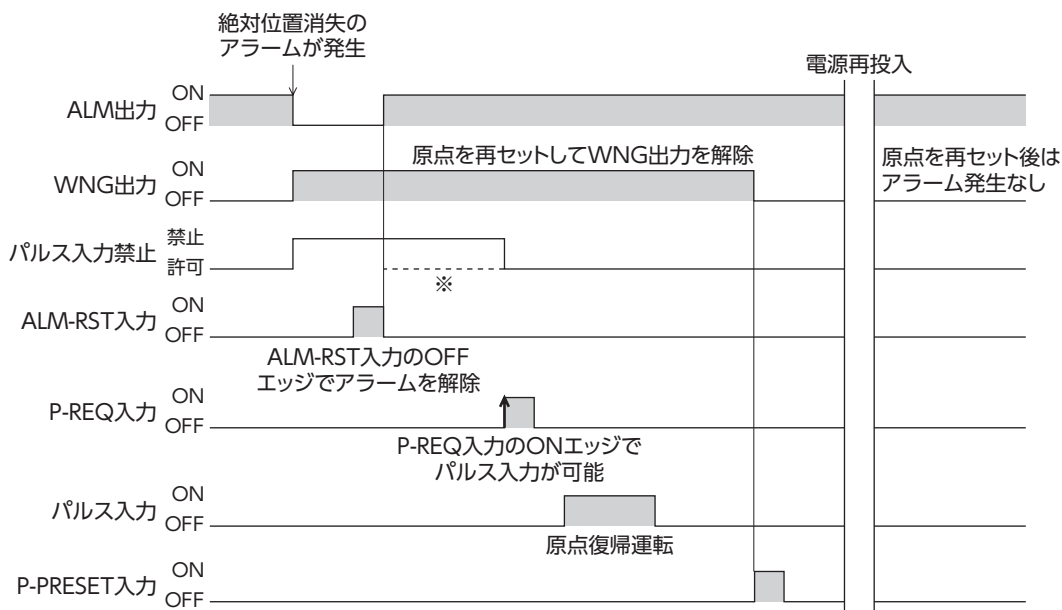 絶対位置消失の
アラームが発生
電源再投入
ALM出力 ON
OFF
原点を再セットしてWNG出力を解除
原点を再セット後は
アラーム発生なし
WNG出力 ON
OFF
パルス入力禁止 禁止
許可
※
ALM-RST入力 ON
OFF
ALM-RST入力のOFF
エッジでアラームを解除
P-REQ入力 ON
OFF
P-REQ入力のONエッジで
パルス入力が可能
パルス入力 ON
OFF
原点復帰運転
P-PRESET入力 ON
OFF